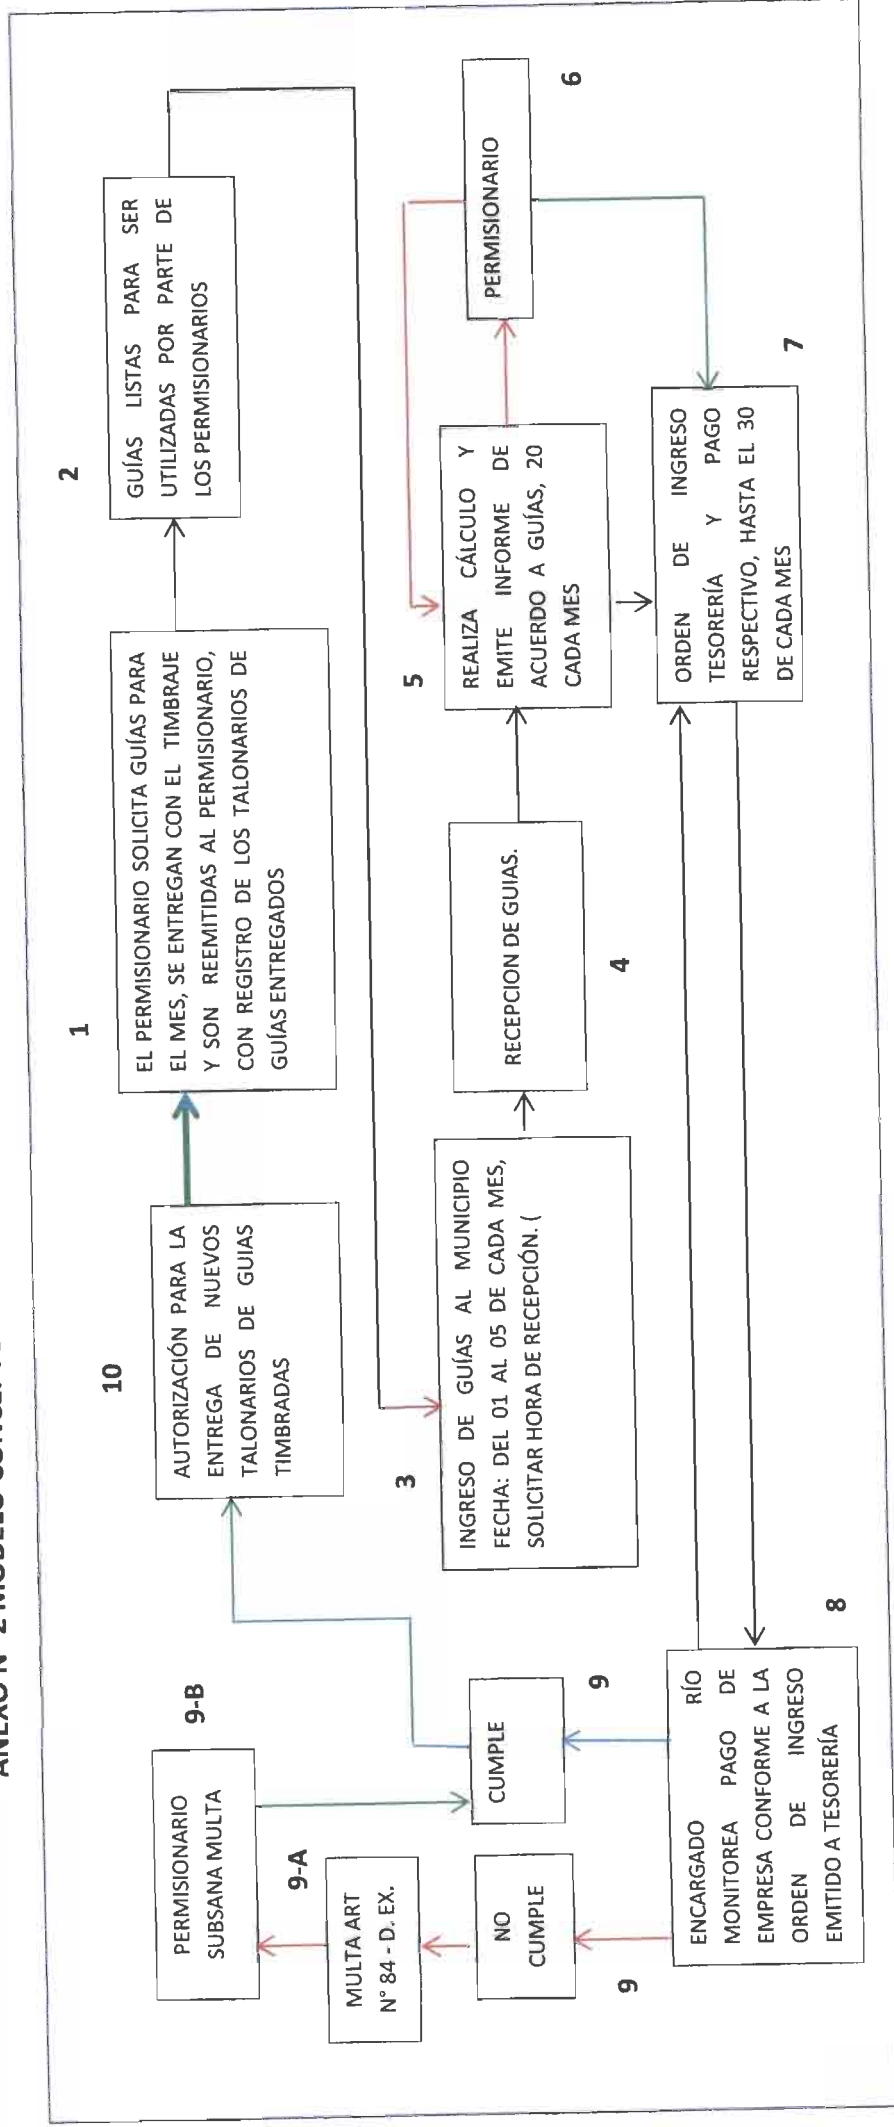 ANEXO N° 2 MODELO
1
EL PERMISIONARIO SOLICITA GUÍAS PARA
EL MES, SE ENTREGAN CON EL TIMBRAJE
Y SON REEMITIDAS AL PERMISIONARIO,
CON REGISTRO DE LOS TALONARIOS DE
GUÍAS ENTREGADOS
2
GUÍAS LISTAS PARA SER
UTILIZADAS POR PARTE DE
LOS PERMISIONARIOS
3
INGRESO DE GUÍAS AL MUNICIPIO
FECHA: DEL 01 AL 05 DE CADA MES,
SOLICITAR HORA DE RECEPCIÓN. (
RECEPCION DE GUIAS.
4
5
REALIZA CÁLCULO Y
EMITE INFORME DE
ACUERDO A GUÍAS, 20
CADA MES
PERMISIONARIO
6
7
ORDEN DE INGRESO
TESORERÍA Y PAGO
RESPECTIVO, HASTA EL 30
DE CADA MES
8
ENCARGADO RÍO
MONITOREA PAGO DE
EMPRESA CONFORME A LA
ORDEN DE INGRESO
EMITIDO A TESORERÍA
9
NO
CUMPLE
9-A
MULTA ART
N° 84 - D. EX.
9-B
PERMISIONARIO
SUBSANA MULTA
CUMPLE
9
10
AUTORIZACIÓN PARA LA
ENTREGA DE NUEVOS
TALONARIOS DE GUIAS
TIMBRADAS